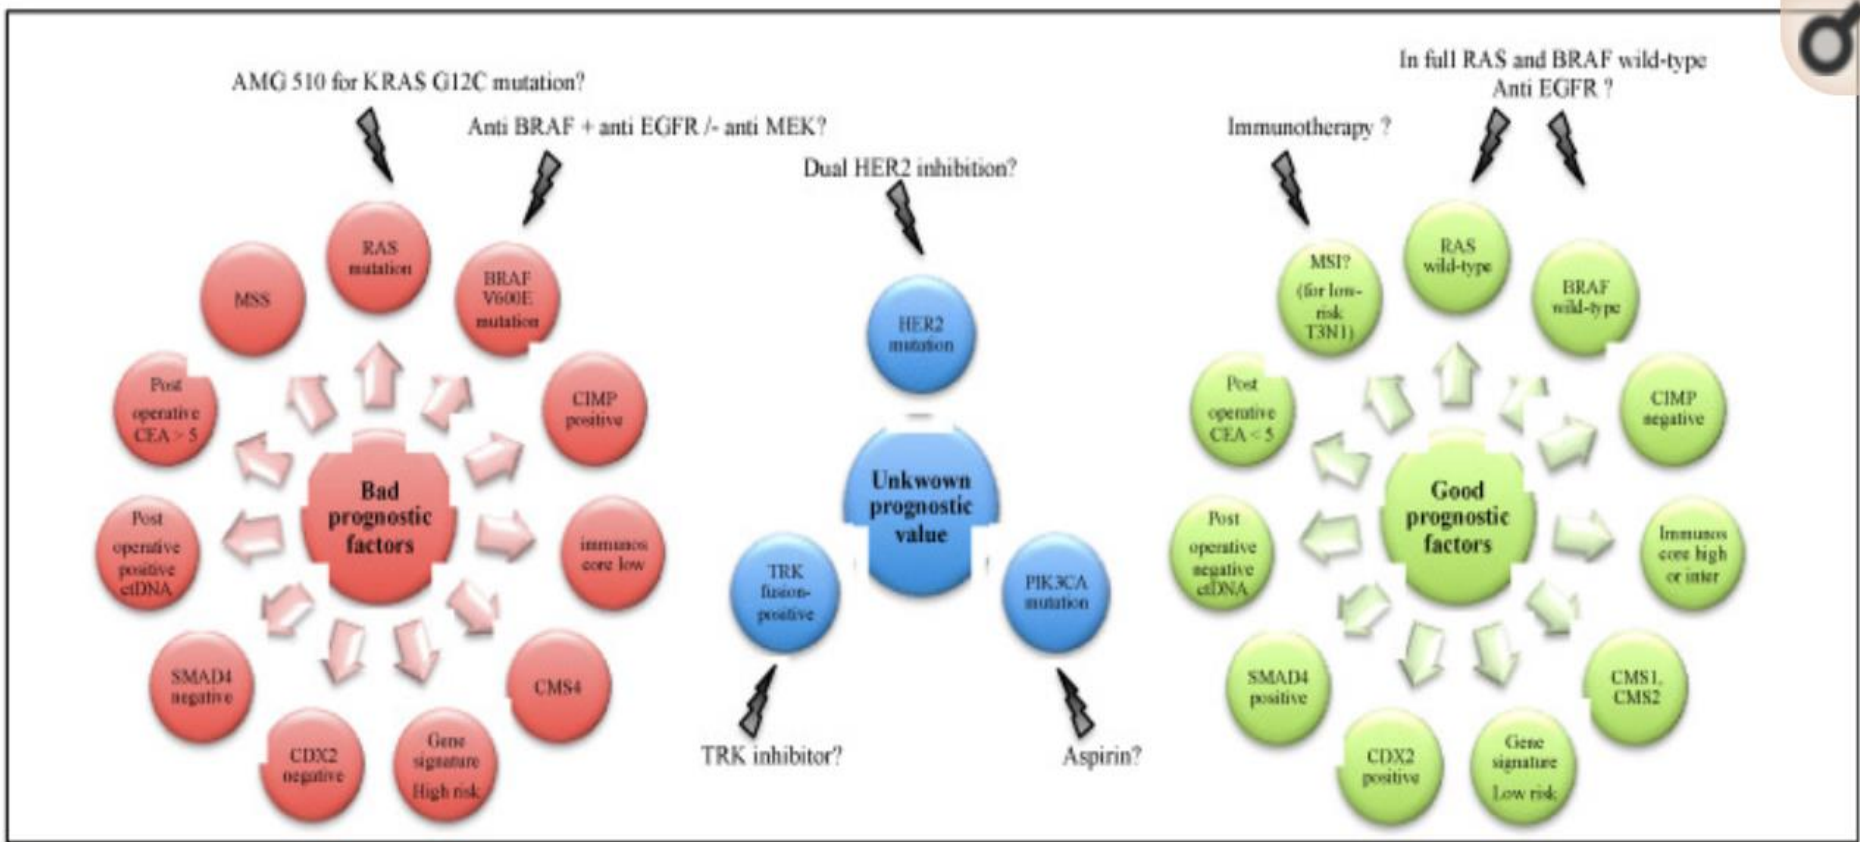 AMG 510 for KRAS G12C mutation?
Anti BRAF + anti EGFR /- anti MEK?
RAS
mutation
BRAF
V600E
mutation
CIMP
positive
immunos
core low
CMS4
Gene
signature
High risk
CDX2
negative
SMAD4
negative
Post
operative
positive
ctDNA
Post
operative
CEA > 5
MSS
Bad
prognostic
factors
Dual HER2 inhibition?
HER2
mutation
Unkwown
prognostic
value
TRK
fusion-
positive
PIK3CA
mutation
TRK inhibitor?
Aspirin?
In full RAS and BRAF wild-type
Anti EGFR ?
Immunotherapy ?
RAS
wild-type
BRAF
wild-type
CIMP
negative
Immunos
core high
or inter
CMS1,
CMS2
Gene
signature
Low risk
CDX2
positive
SMAD4
positive
Post
operative
negative
ctDNA
Post
operative
CEA < 5
MSI?
(for low-
risk
T3N1)
Good
prognostic
factors